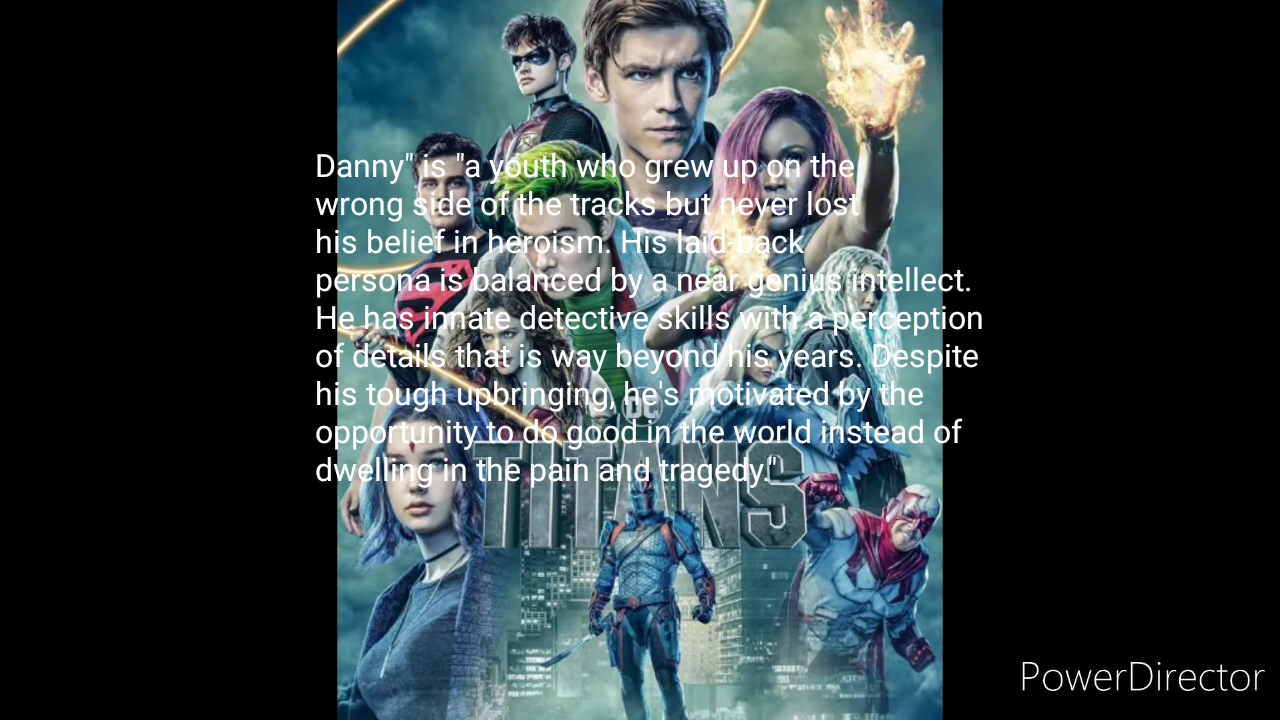 Danny" is "a youth who grew up on the
wrong side of the tracks but never lost
his belief in heroism. His laid-back
persona is balanced by a near genius intellect.
He has innate detective skills with a perception
of details that is way beyond his years. Despite
his tough upbringing, he's motivated by the
DC
opportunity to do good in the world instead of
dwelling in the pain and tragedy."
TITANS
PowerDirector